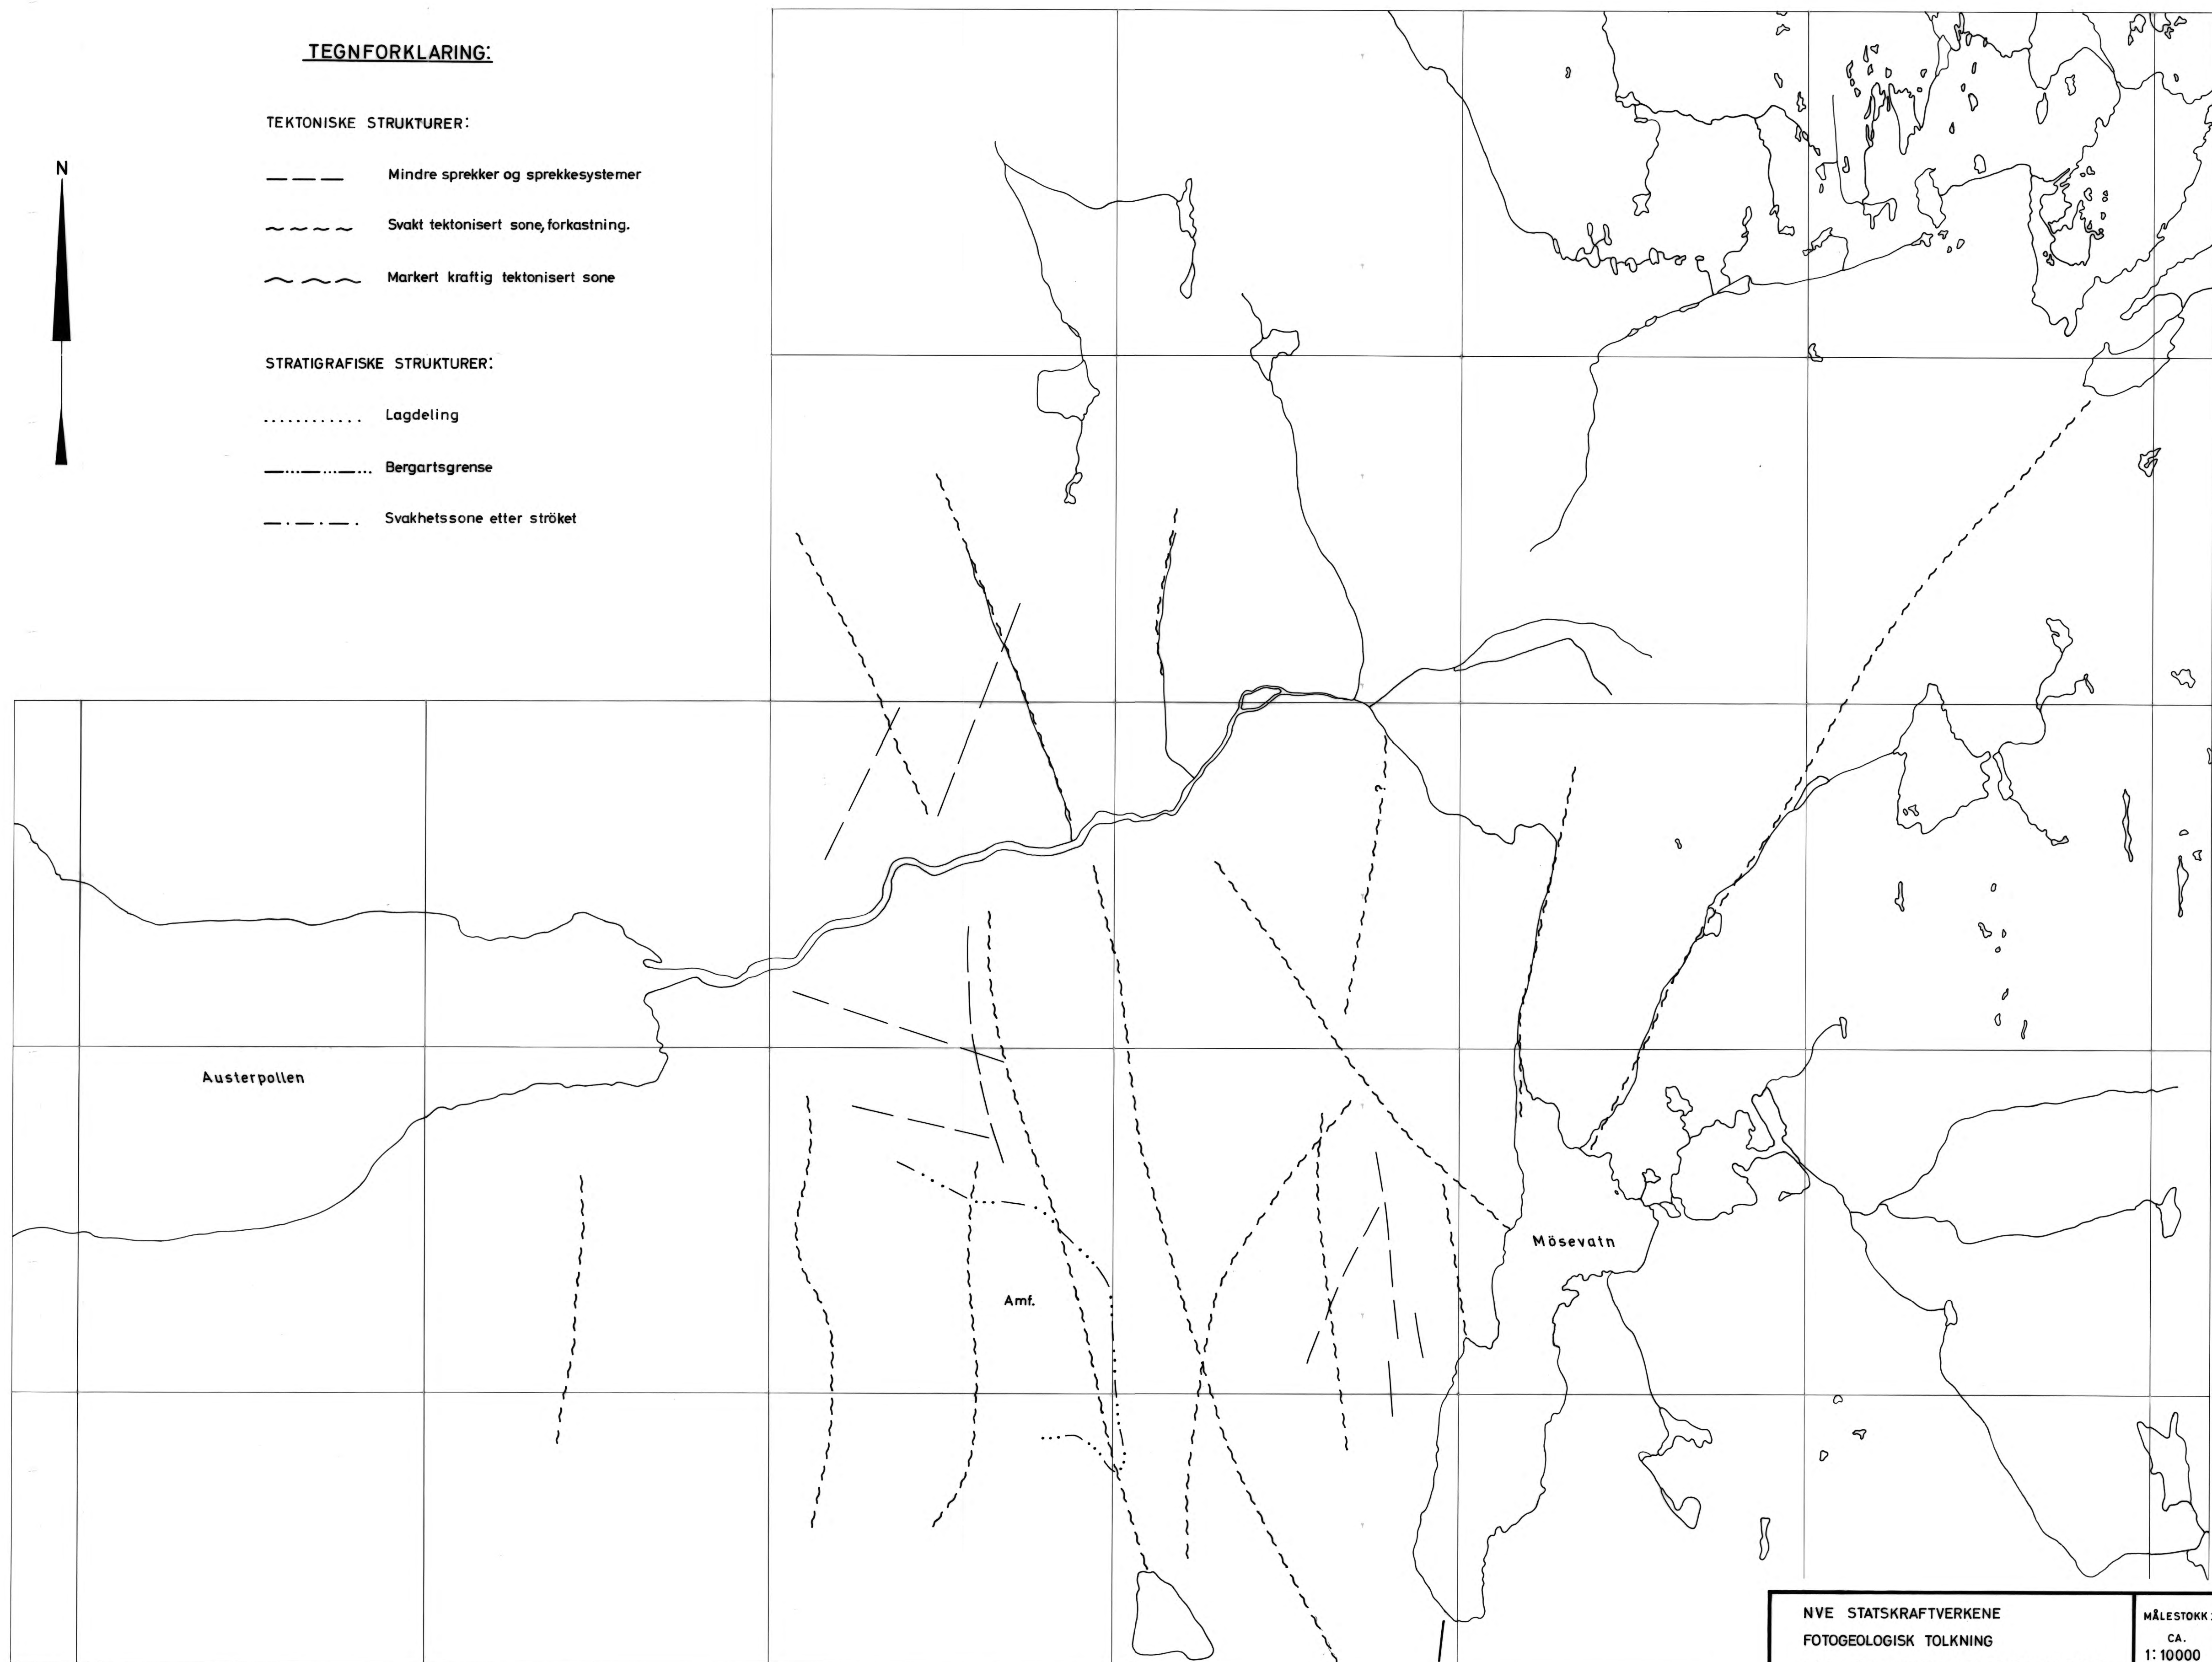 TEGNFORKLARING:
TEKTONISKE STRUKTURER:
N
Mindre sprekker og sprekkesystemer
Svakt tektonisert sone, forkastning.
Markert kraftig tektonisert sone
STRATIGRAFISKE STRUKTURER:
Lagdeling
Bergartsgrense
Svakhetssone etter ströket
?
Austerpollen
Mösevatn
Amf.
NVE STATSKRAFTVERKENE
FOTOGEOLOGISK TOLKNING
MÅLESTOKK:
CA.
1:10000